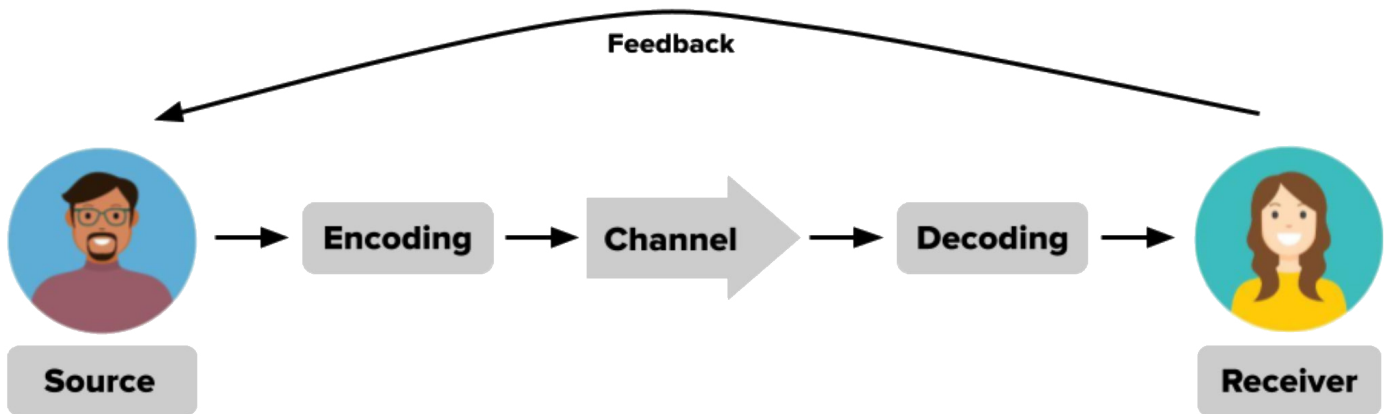 Feedback
Encoding
Channel
Decoding
Source
Receiver